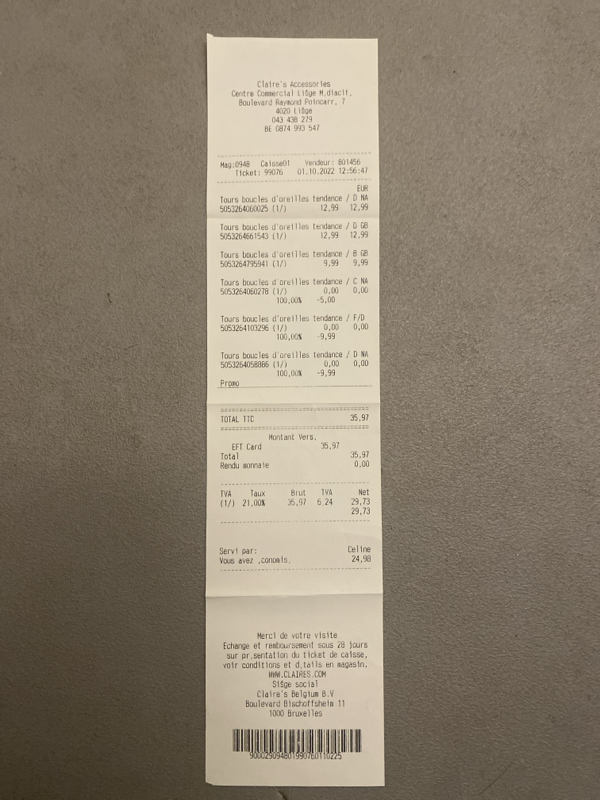 Claire's Accessories
Centre Commercial Lißge M,diacit,
Boulevard Raymond Poincarr, 7
4020 Lißge
043 438 279
BE 0874 993 547
Mag:0948 Caisse01 Vendeur: B01456
Ticket: 99076 01.10.2022 12:56:47
EUR
Tours boucles d'oreilles tendance / D NA
5053264060025 (1/) 12,99 12,99
Tours boucles d'oreilles tendance / D GB
5053264661543 (1/) 12,99 12,99
Tours boucles d'oreilles tendance / B GB
5053264795941 (1/) 9,99 9,99
Tours boucles d'oreilles tendance / C NA
5053264060278 (1/) 0,00 0,00
100,00% -5,00
Tours boucles d'oreilles tendance / F/D
5053264103296 (1/) 0,00 0,00
100,00% -9,99
Tours boucles d'oreilles tendance / D NA
5053264058886 (1/) 0,00 0,00
100,00% -9,99
Promo
TOTAL TTC 35,97
Montant Vers.
EFT Card 35,97
Total 35,97
Rendu monnaie 0,00
TVA Taux Brut TVA Net
(1/) 21,00% 35,97 6,24 29,73
29,73
Servi par: Celine
Vous avez ,conomis, 24,98
Merci de votre visite
Echange et remboursement sous 28 jours
sur pr,sentation du ticket de caisse,
voir conditions et d,tails en magasin.
WWW.CLAIRES.COM
Sißge social
Claire's Belgium B.V
Boulevard Bischoffsheim 11
1000 Bruxelles
900029094801990760110225